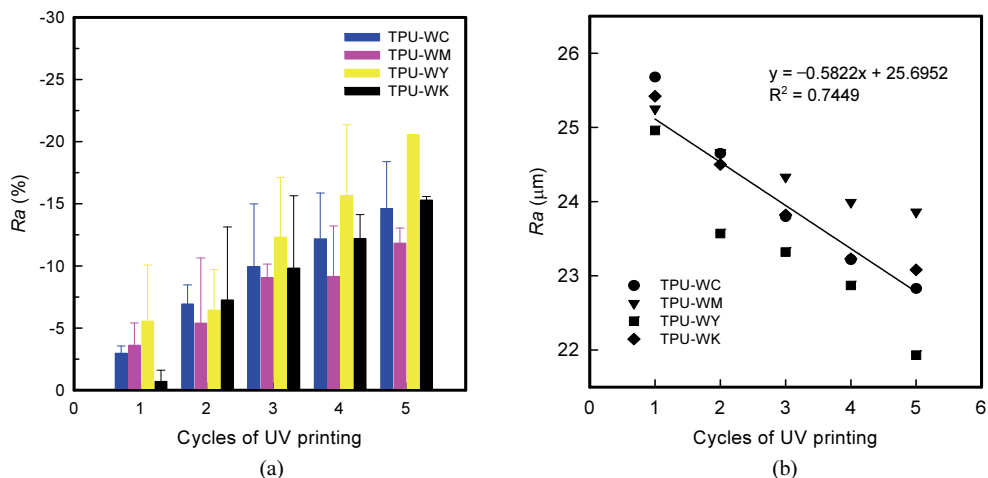 -30
-25
-20
-15
-10
-5
0
Ra (%)
TPU-WC
TPU-WM
TPU-WY
TPU-WK
0 1 2 3 4 5
Cycles of UV printing
(a)
26
25
24
23
22
Ra (μm)
y = −0.5822x + 25.6952
R² = 0.7449
TPU-WC
TPU-WM
TPU-WY
TPU-WK
0 1 2 3 4 5 6
Cycles of UV printing
(b)